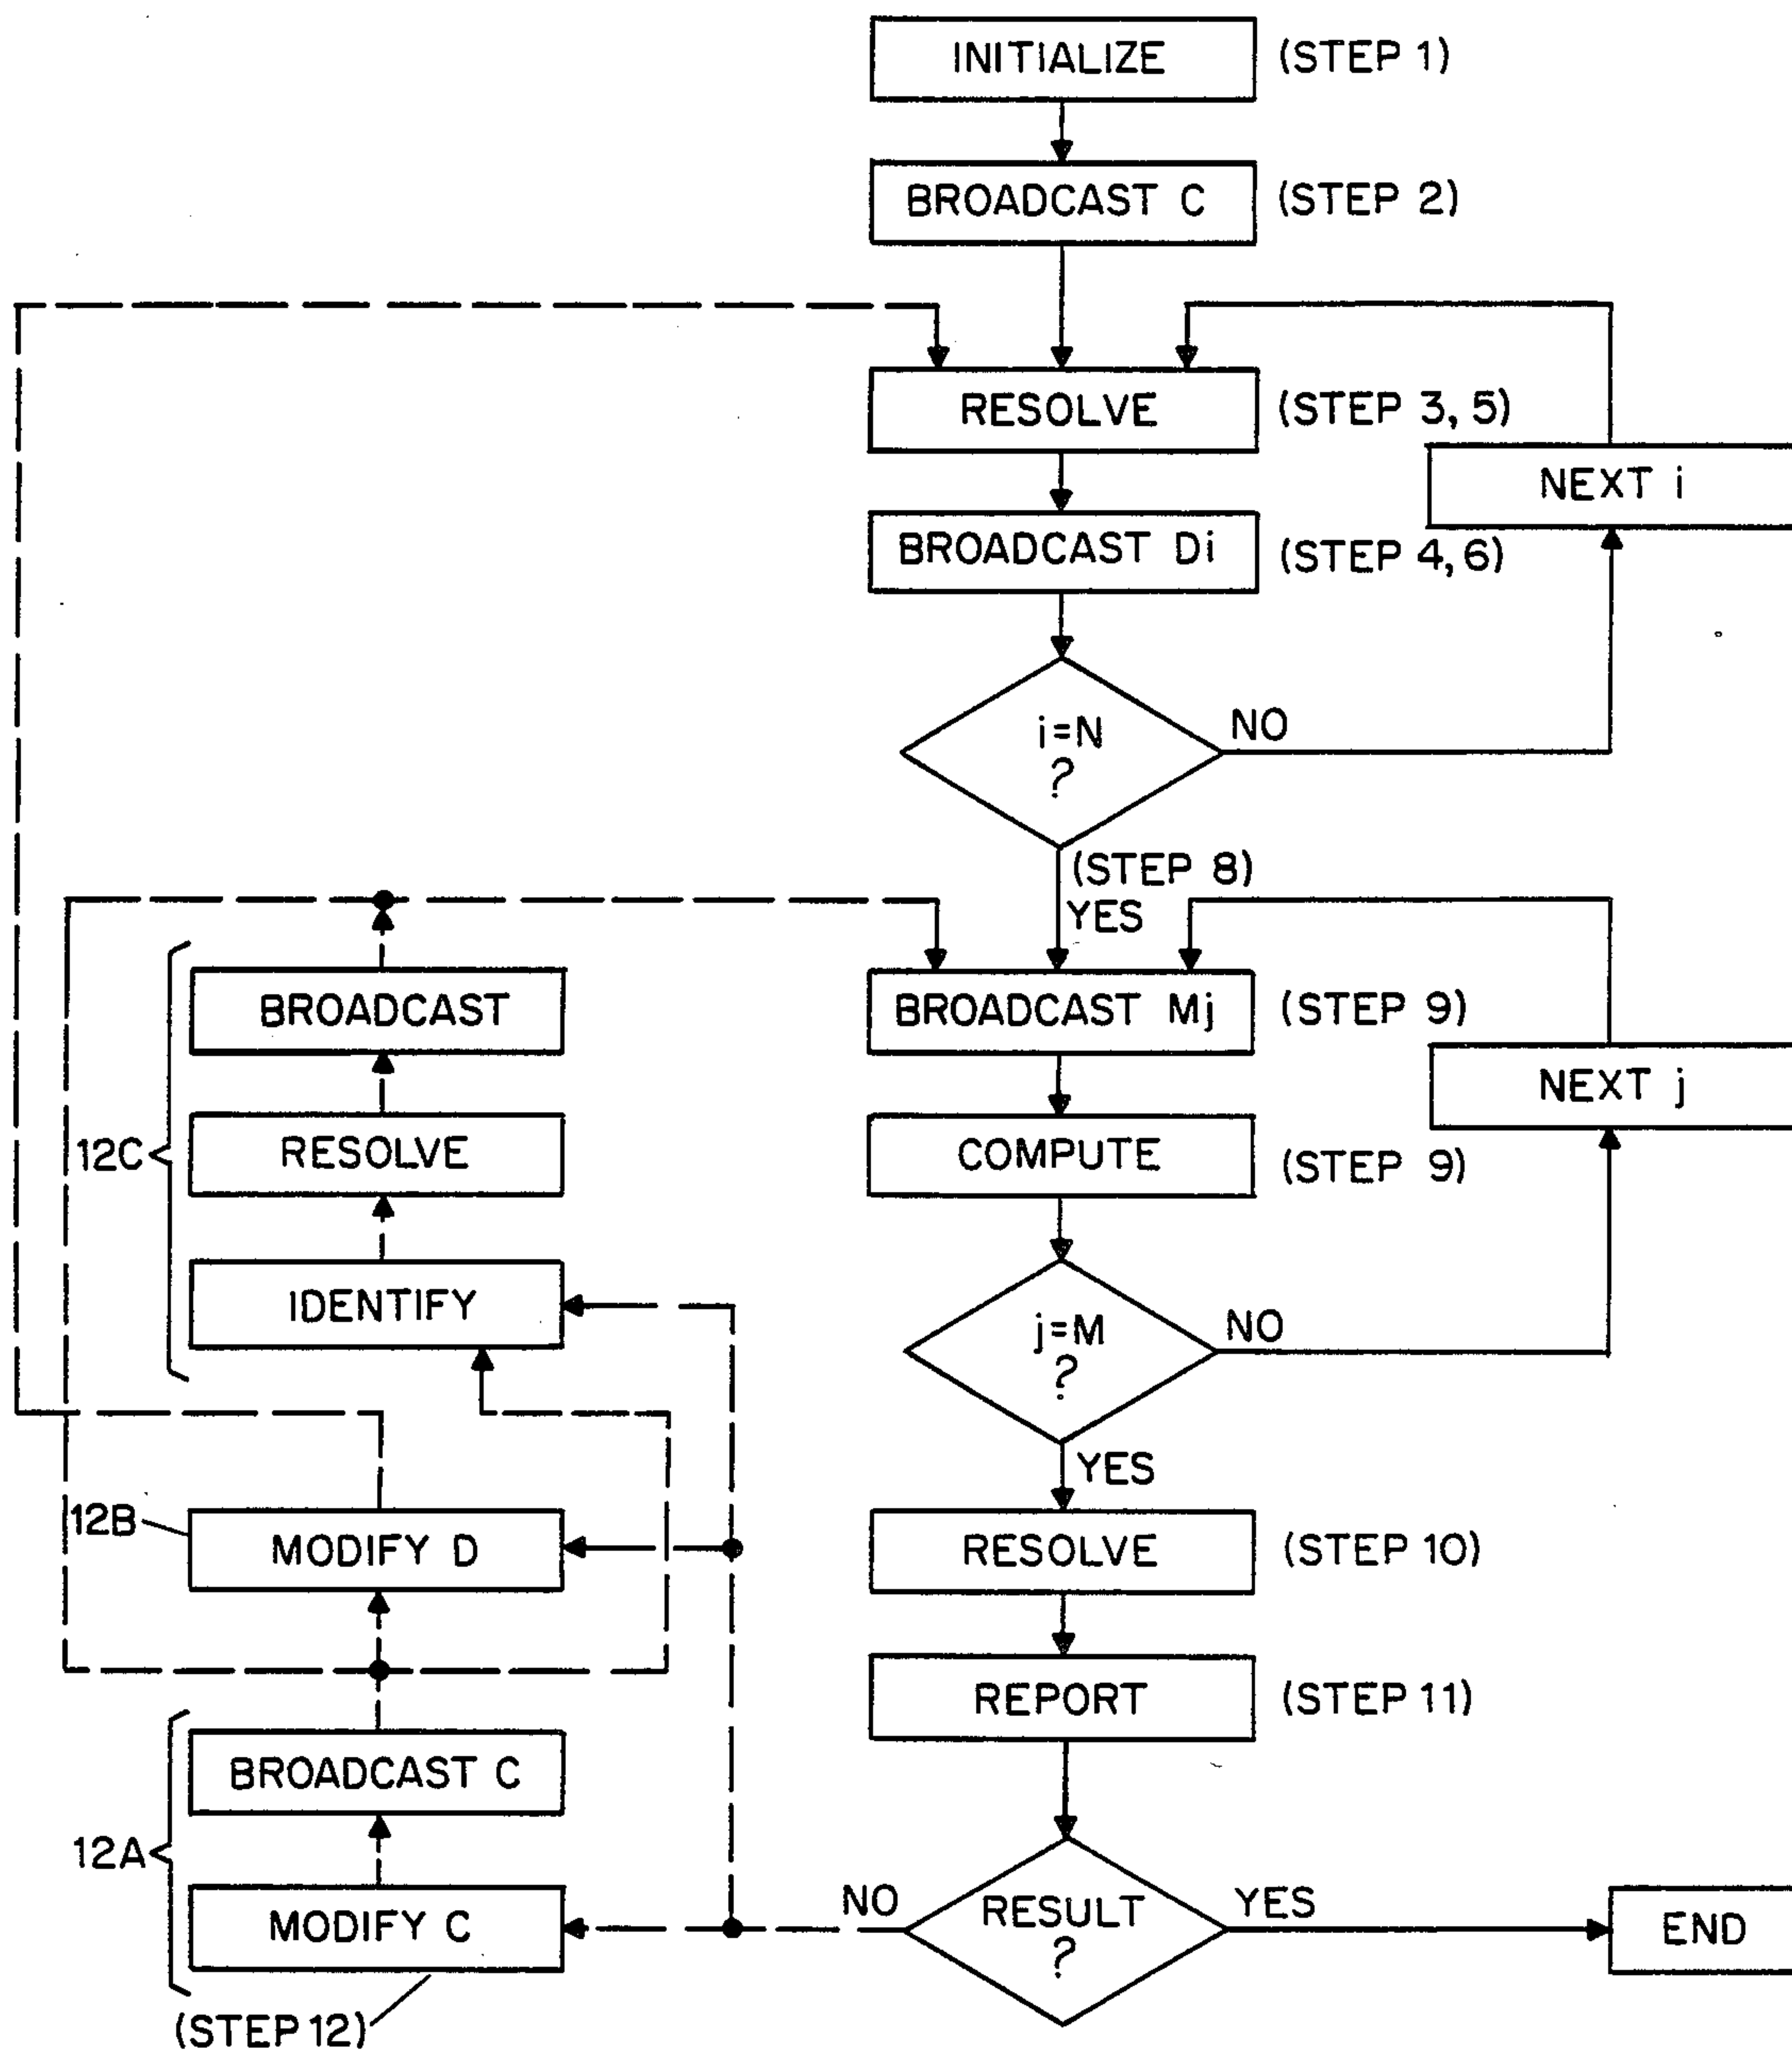 INITIALIZE (STEP 1)
BROADCAST C (STEP 2)
RESOLVE (STEP 3, 5)
NEXT i
BROADCAST Di (STEP 4, 6)
i=N
?
NO
(STEP 8)
YES
BROADCAST
BROADCAST Mj (STEP 9)
NEXT j
12C
RESOLVE
COMPUTE (STEP 9)
IDENTIFY
j=M
?
NO
YES
12B
MODIFY D
RESOLVE (STEP 10)
REPORT (STEP 11)
BROADCAST C
12A
MODIFY C
NO
RESULT
?
YES
END
(STEP 12)